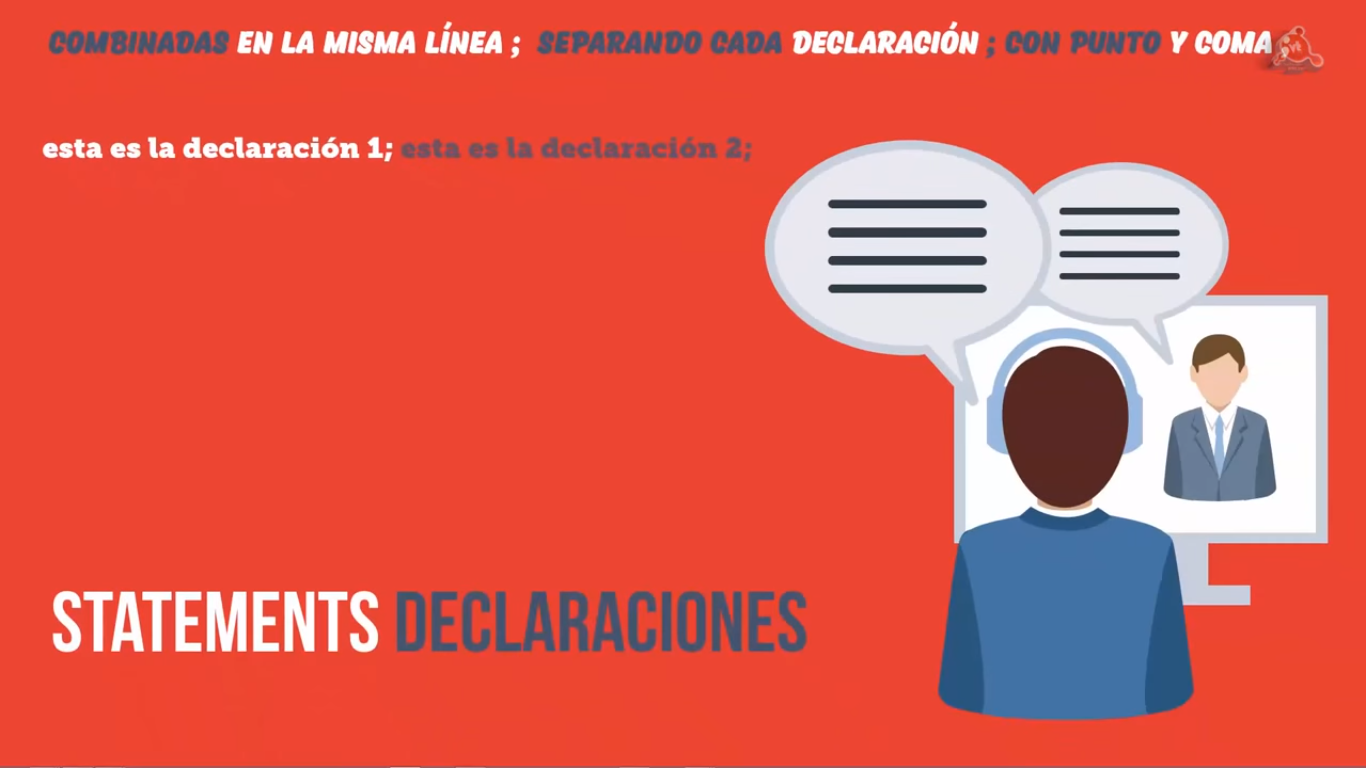 COMBINADAS EN LA MISMA LÍNEA ; SEPARANDO CADA DECLARACIÓN ; CON PUNTO Y COMA
esta es la declaración 1; esta es la declaración 2;
STATEMENTS DECLARACIONES